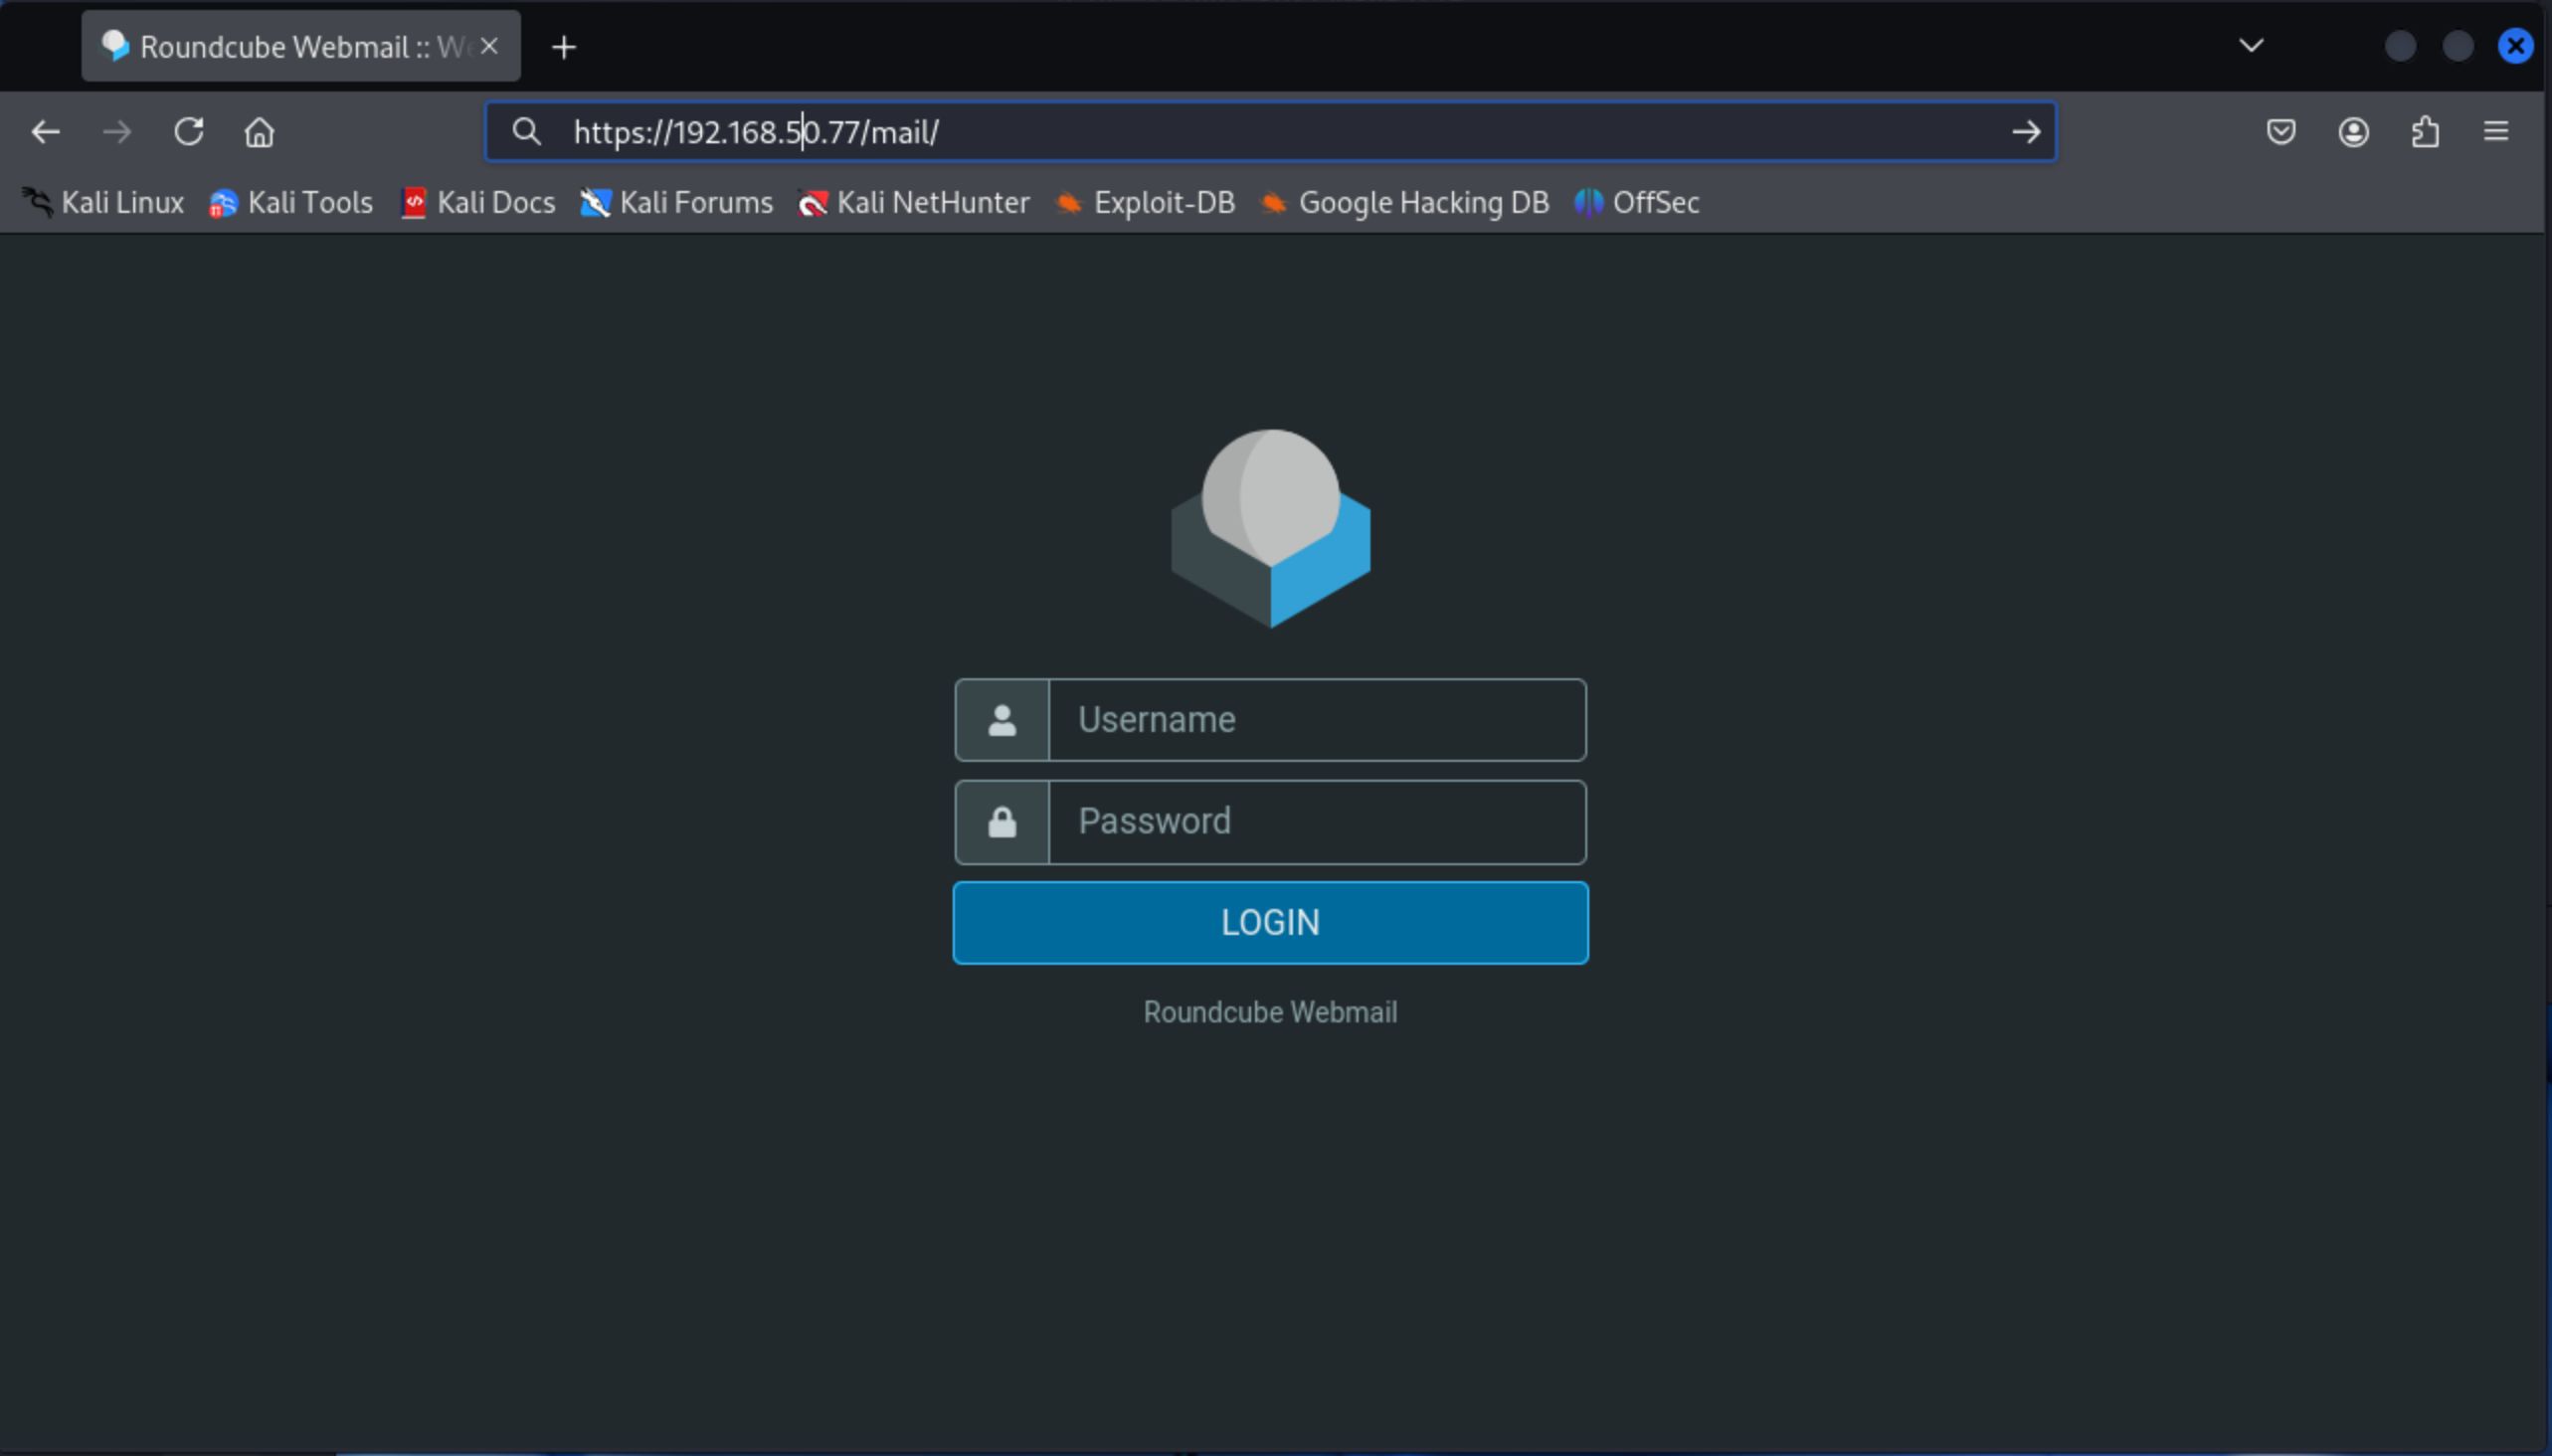 Roundcube Webmail :: We
https://192.168.50.77/mail/
Kali Linux Kali Tools Kali Docs Kali Forums Kali NetHunter Exploit-DB Google Hacking DB OffSec
Username
Password
LOGIN
Roundcube Webmail